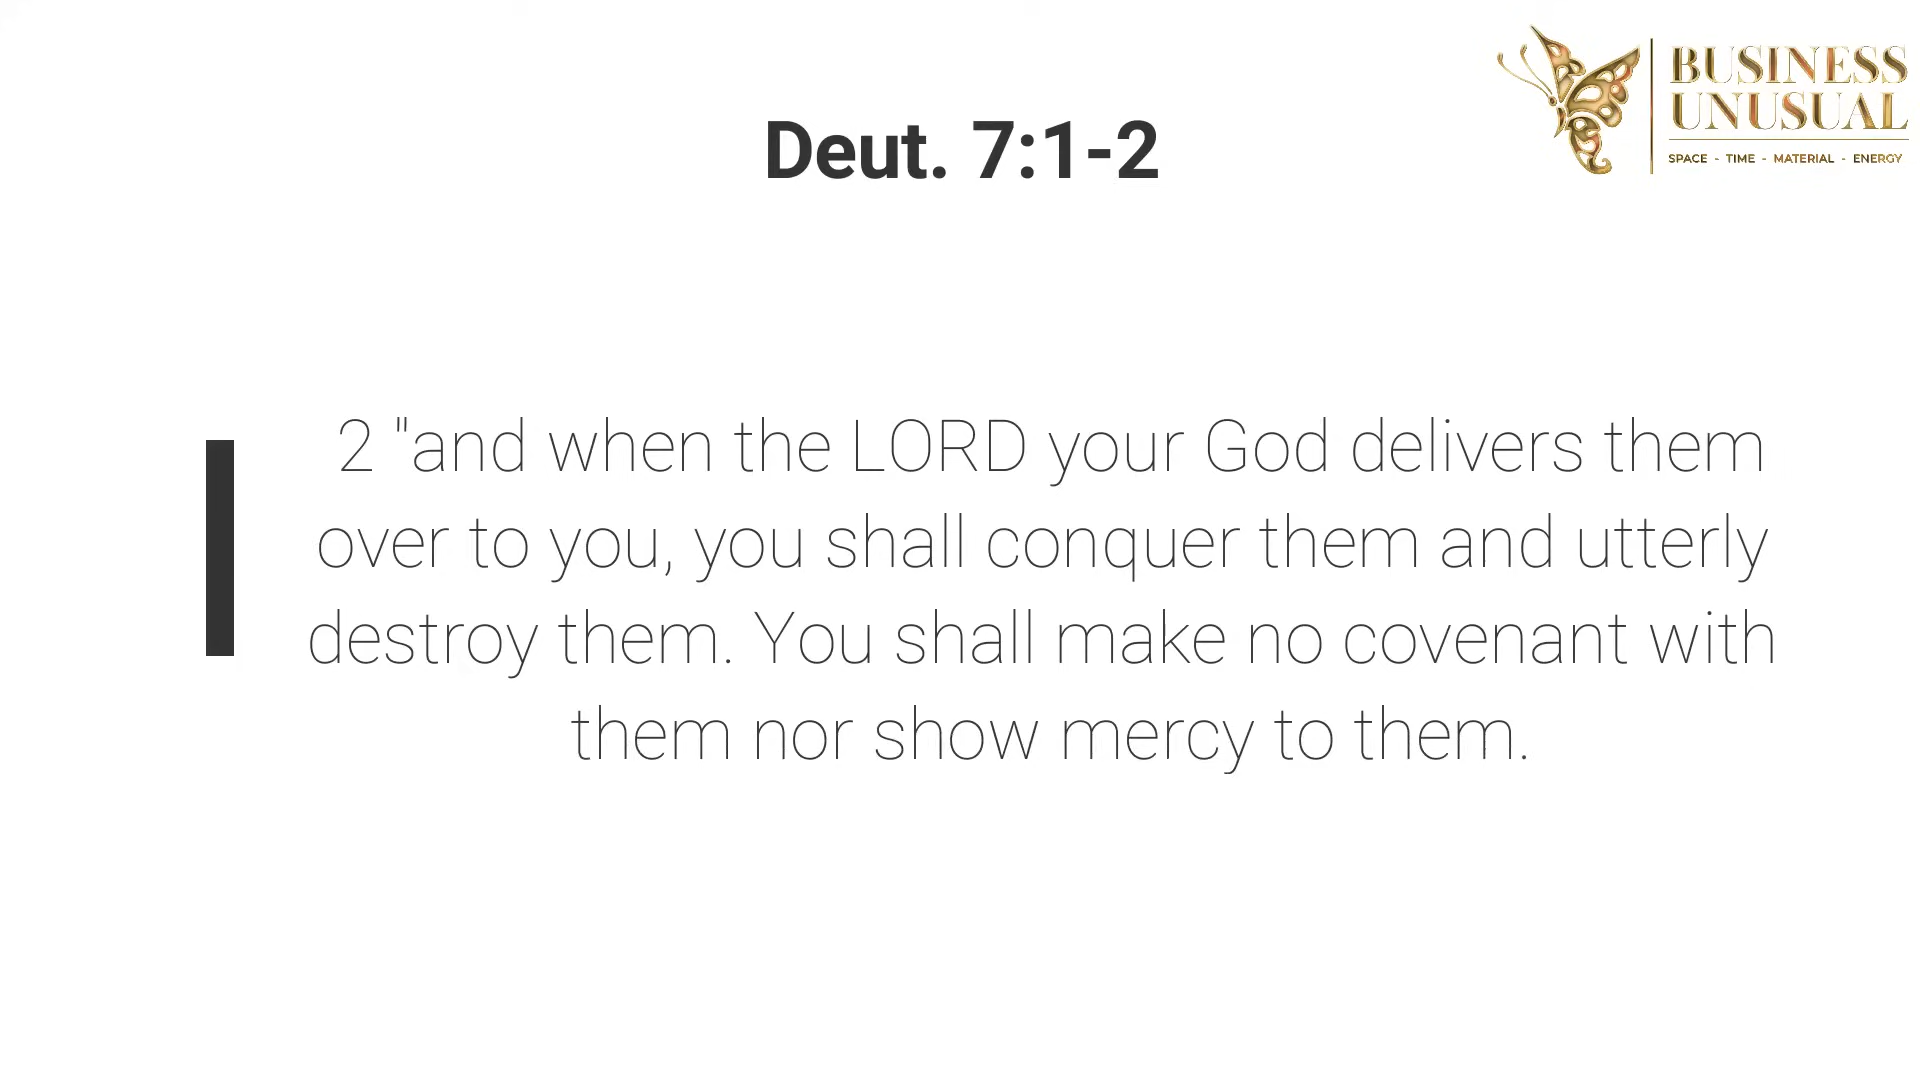 BUSINESS
UNUSUAL
SPACE - TIME - MATERIAL - ENERGY
Deut. 7:1-2
2 "and when the LORD your God delivers them
over to you, you shall conquer them and utterly
destroy them. You shall make no covenant with
them nor show mercy to them.